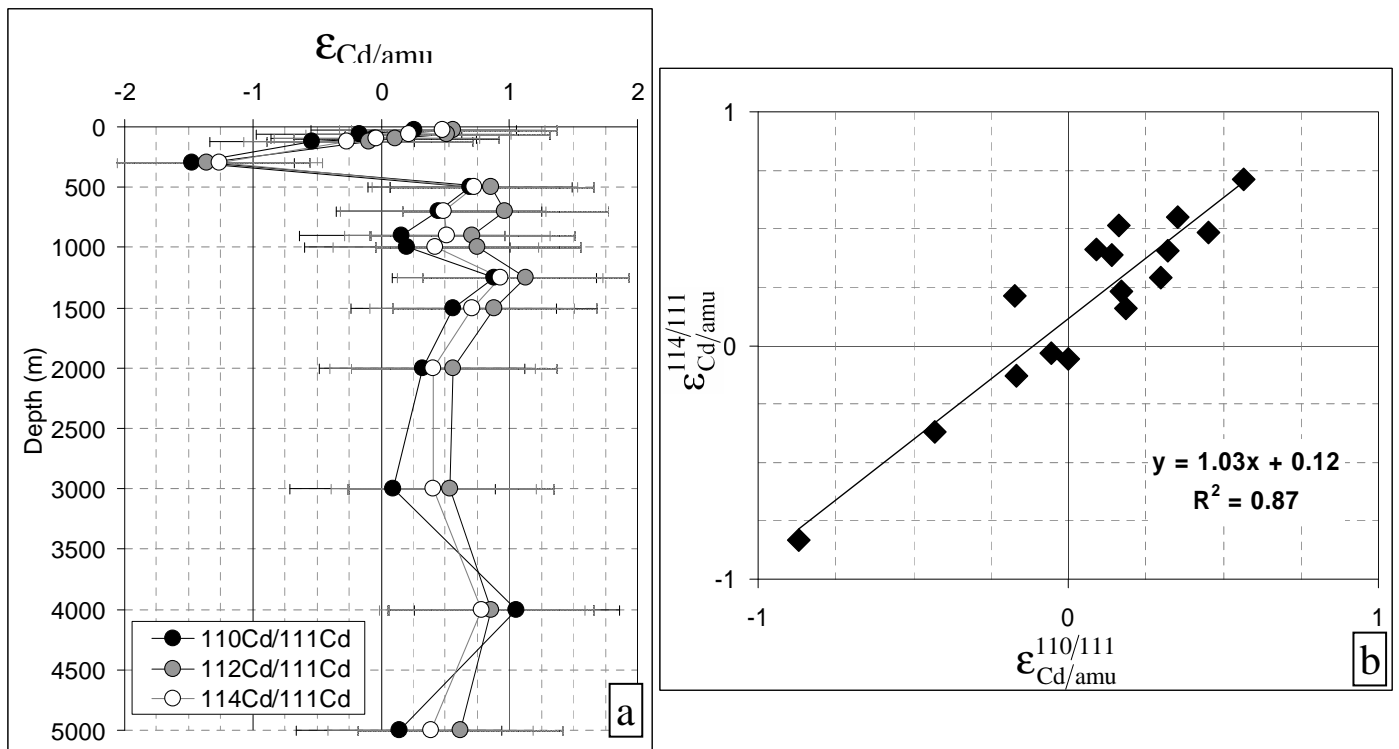 εCd/amu
-2 -1 0 1 2
0
500
1000
1500
2000
2500
3000
3500
4000
4500
5000
Depth (m)
110Cd/111Cd
112Cd/111Cd
114Cd/111Cd
a
1
0
-1
ε114/111Cd/amu
y = 1.03x + 0.12
R² = 0.87
-1 0 1
ε110/111Cd/amu
b